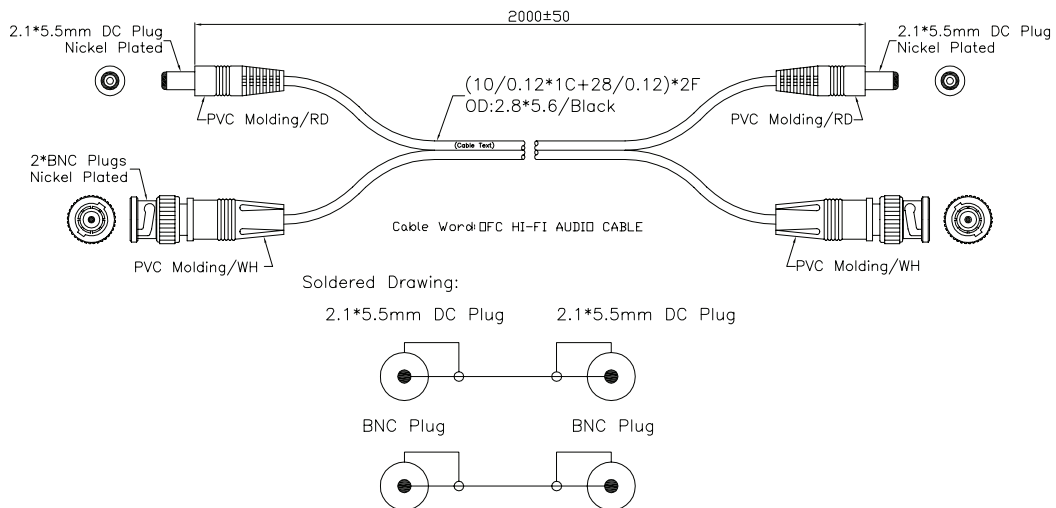 2000±50
2.1*5.5mm DC Plug
Nickel Plated
2.1*5.5mm DC Plug
Nickel Plated
(10/0.12*1C+28/0.12)*2F
OD:2.8*5.6/Black
PVC Molding/RD
PVC Molding/RD
(Cable Text)
2*BNC Plugs
Nickel Plated
Cable Word: OFC HI-FI AUDIO CABLE
PVC Molding/WH
PVC Molding/WH
Soldered Drawing:
2.1*5.5mm DC Plug
2.1*5.5mm DC Plug
BNC Plug
BNC Plug